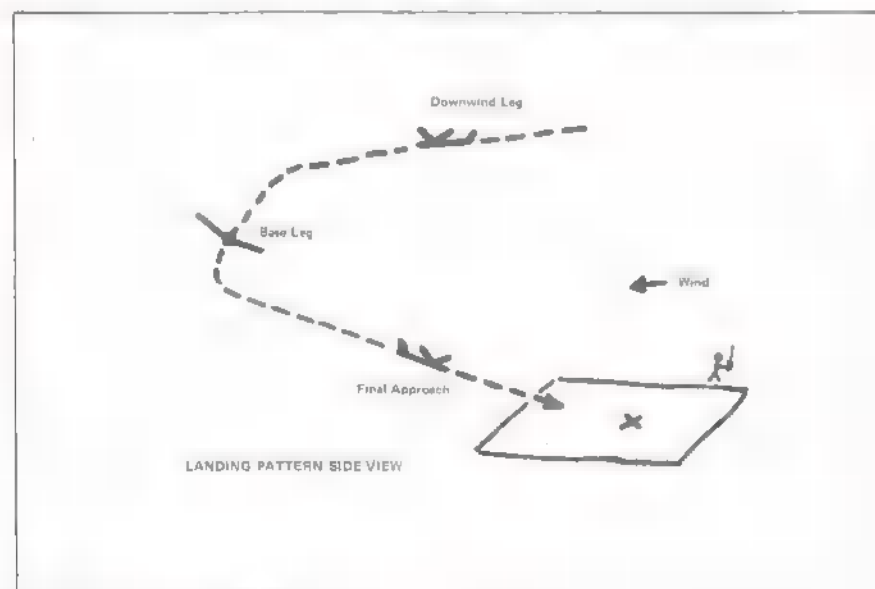 Downwind Leg
Base Leg
Wind
Final Approach
LANDING PATTERN SIDE VIEW